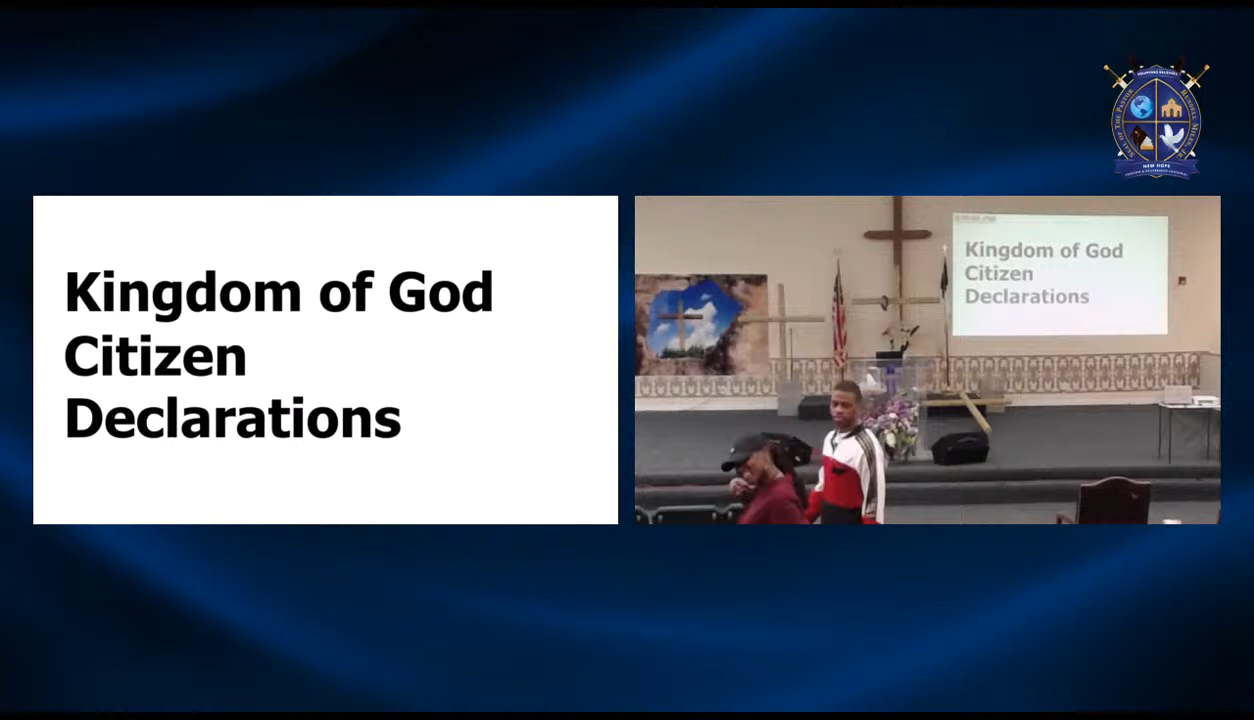 NEW HOPE
Kingdom of God
Citizen
Declarations
Kingdom of God
Citizen
Declarations